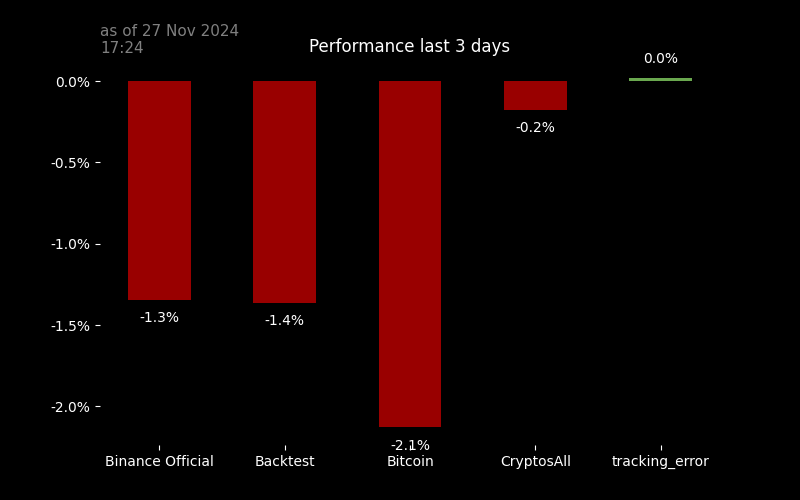 as of 27 Nov 2024
17:24
Performance last 3 days
0.0%
0.0%
-0.2%
-0.5%
-1.0%
-1.3%
-1.4%
-1.5%
-2.0%
-2.1%
Binance Official
Backtest
Bitcoin
CryptosAll
tracking_error